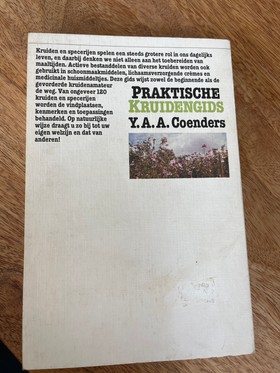 Kruiden en specerijen spelen een steeds grotere rol in ons dagelijks
leven, en daarbij denken we niet alleen aan het toebereiden van
maaltijden. Actieve bestanddelen van diverse kruiden worden ook
gebruikt in schoonmaakmiddelen, lichaamsverzorgende crèmes en
medicinale huismiddeltjes. Deze gids wijst zowel de beginnende als de
gevorderde kruidenamateur
de weg. Van ongeveer 120
kruiden en specerijen
worden de vindplaatsen,
kenmerken en toepassingen
behandeld. Op natuurlijke
wijze draagt u zo bij tot uw
eigen welzijn en dat van
anderen!
PRAKTISCHE
KRUIDENGIDS
Y. A. A. Coenders